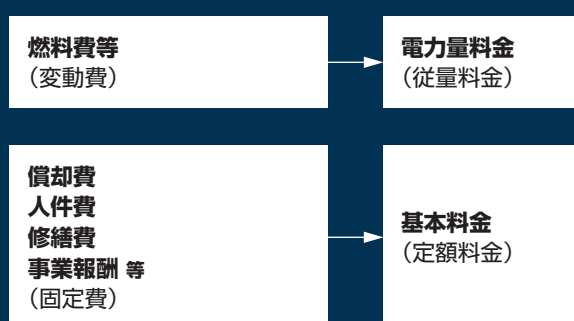 燃料費等
（変動費）
電力量料金
（従量料金）
償却費
人件費
修繕費
事業報酬 等
（固定費）
基本料金
（定額料金）